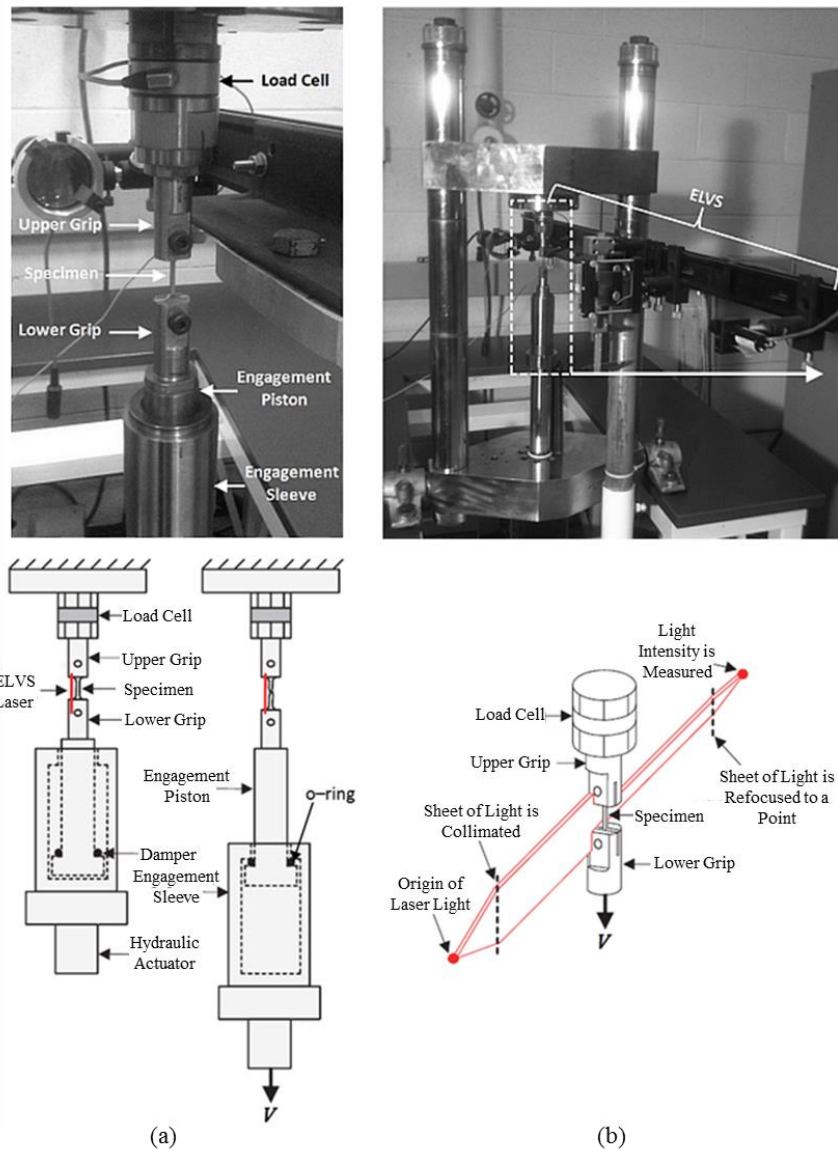 Load Cell
Upper Grip
Specimen
Lower Grip
Engagement
Piston
Engagement
Sleeve
ELVS
Load Cell
Upper Grip
ELVS
Laser
Specimen
Lower Grip
Engagement
Piston
o-ring
Damper
Engagement
Sleeve
Hydraulic
Actuator
V
(a)
Light
Intensity is
Measured
Load Cell
Upper Grip
Sheet of Light is
Refocused to a
Point
Sheet of Light is
Collimated
Specimen
Lower Grip
Origin of
Laser Light
V
(b)